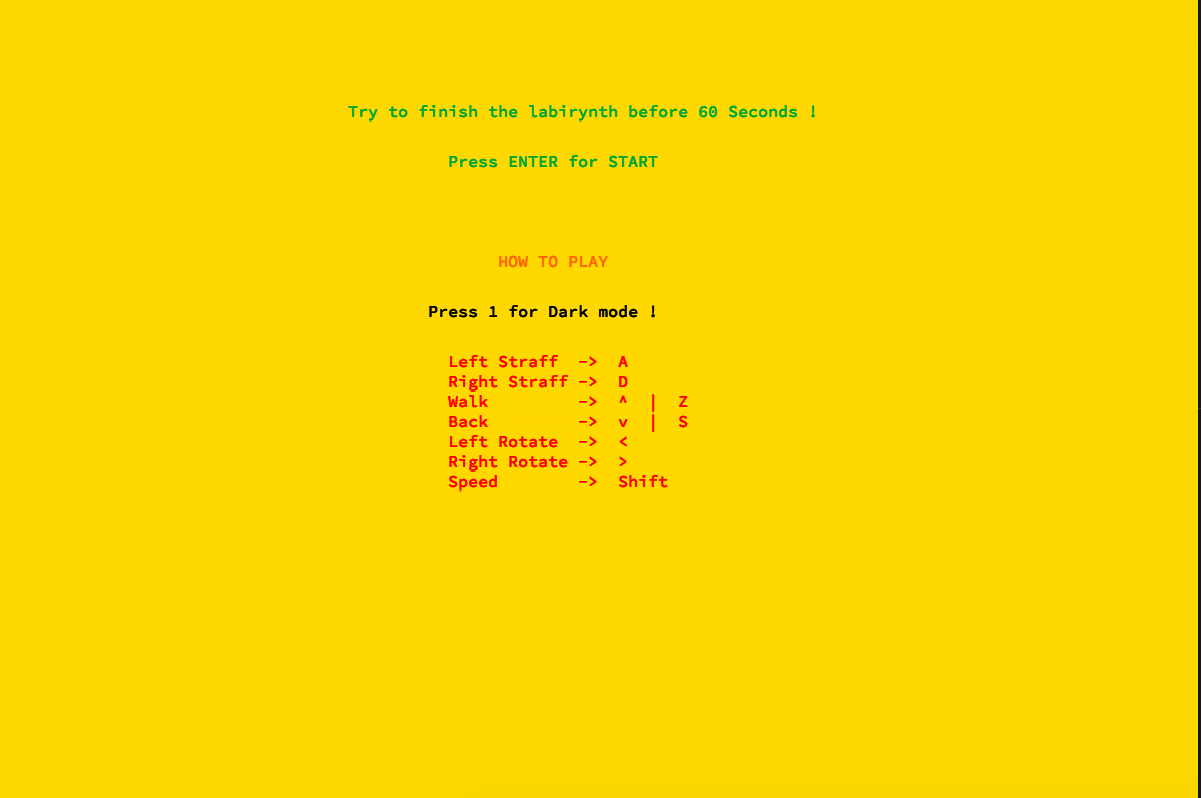 Try to finish the labirynth before 60 Seconds !
Press ENTER for START
HOW TO PLAY
Press 1 for Dark mode !
Left Straff -> A
Right Straff -> D
Walk -> ^ | Z
Back -> v | S
Left Rotate -> <
Right Rotate -> >
Speed -> Shift